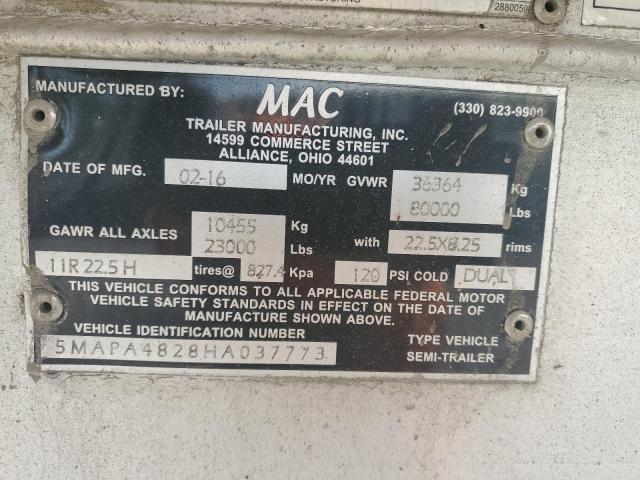 2880059
MANUFACTURED BY: MAC (330) 823-9900
TRAILER MANUFACTURING, INC.
14599 COMMERCE STREET
ALLIANCE, OHIO 44601
DATE OF MFG. 02-16 MO/YR GVWR 36364 Kg
80000 Lbs
GAWR ALL AXLES 10455 Kg
23000 Lbs with 22.5X8.25 rims
11R 22.5 H tires@ 827.4 Kpa 120 PSI COLD DUAL
THIS VEHICLE CONFORMS TO ALL APPLICABLE FEDERAL MOTOR
VEHICLE SAFETY STANDARDS IN EFFECT ON THE DATE OF
MANUFACTURE SHOWN ABOVE.
VEHICLE IDENTIFICATION NUMBER TYPE VEHICLE
5MAPA4828HA037773 SEMI-TRAILER